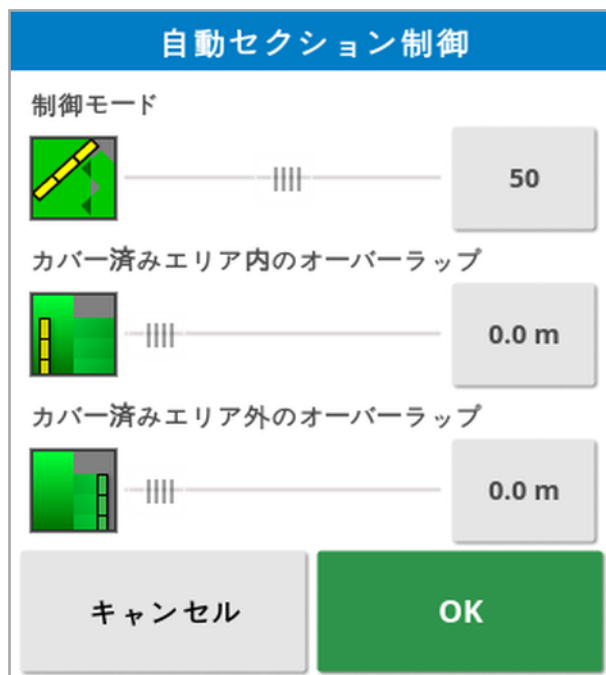 自動セクション制御
制御モード
50
カバー済みエリア内のオーバーラップ
0.0 m
カバー済みエリア外のオーバーラップ
0.0 m
キャンセル
OK